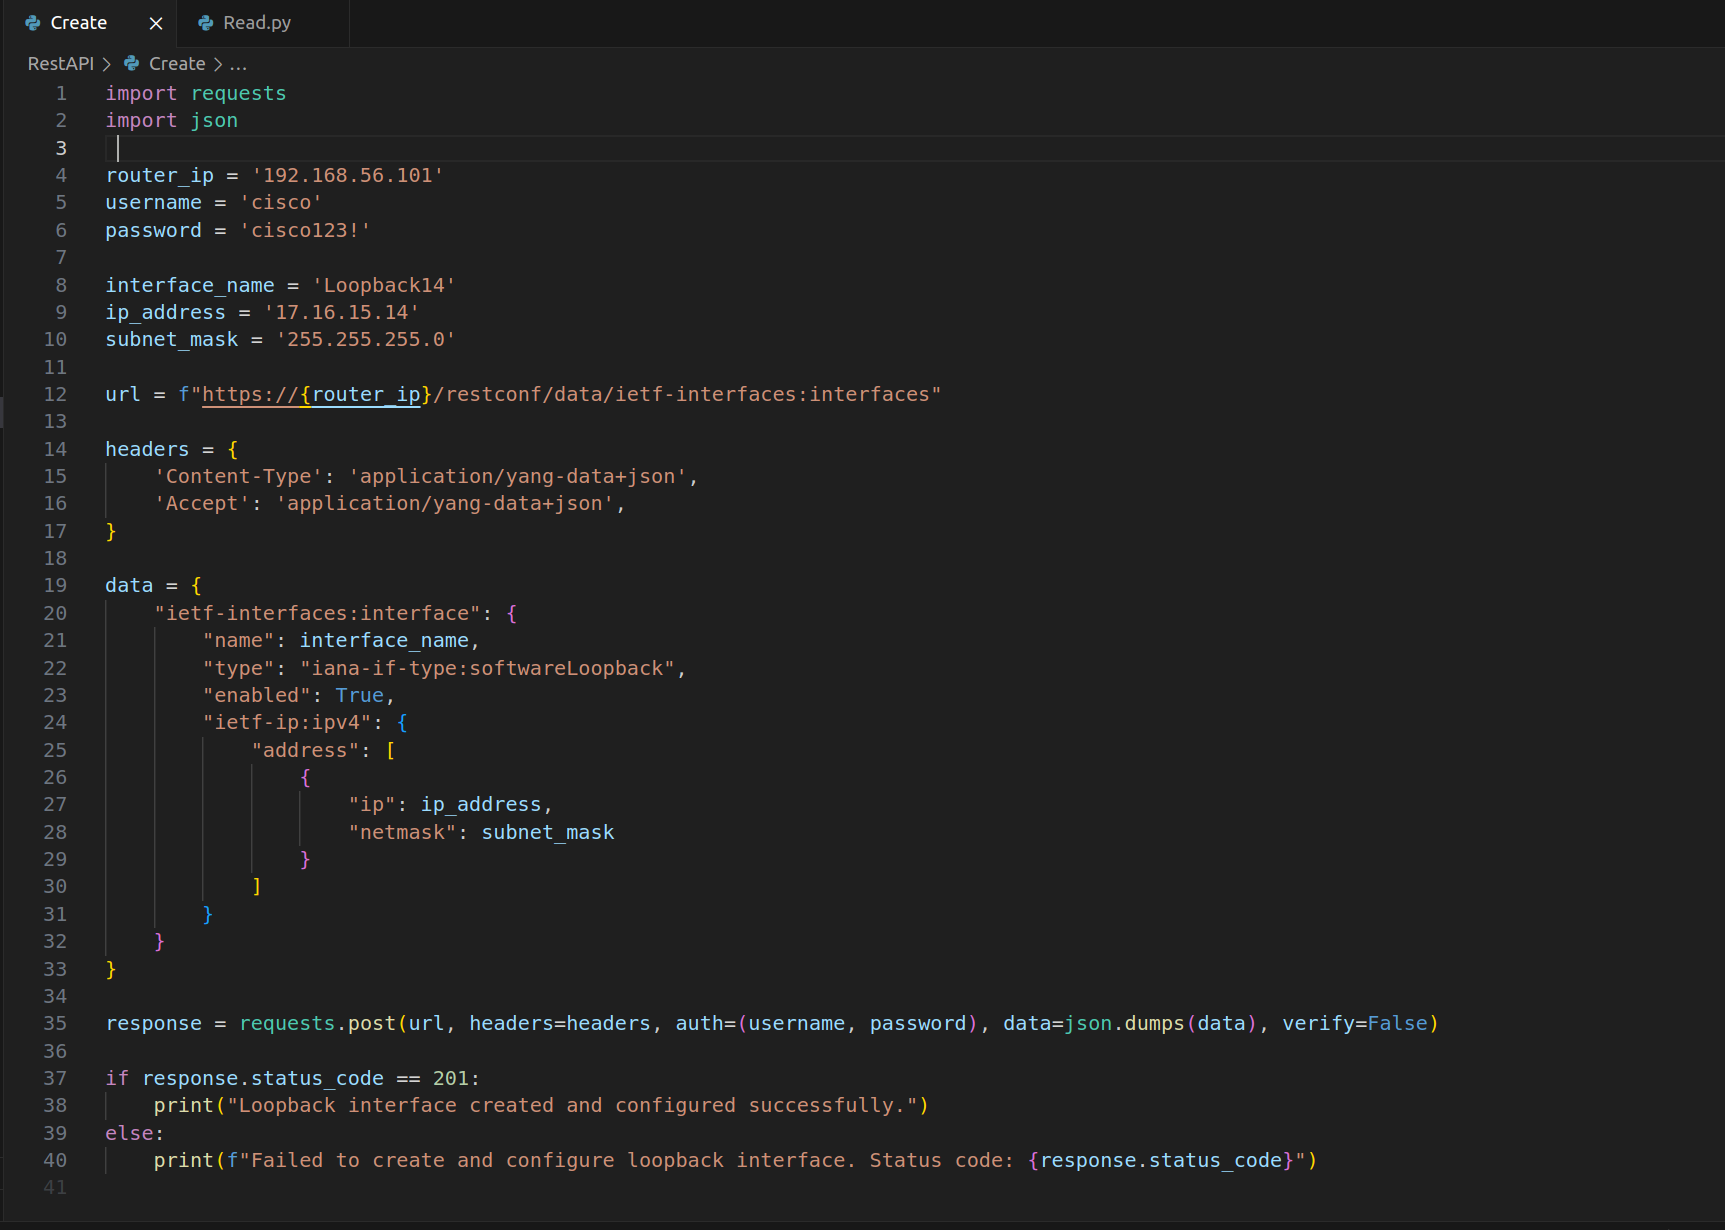 Create
Read.py
RestAPI > Create > ...
1 import requests
2 import json
3
4 router_ip = '192.168.56.101'
5 username = 'cisco'
6 password = 'cisco123!'
7
8 interface_name = 'Loopback14'
9 ip_address = '17.16.15.14'
10 subnet_mask = '255.255.255.0'
11
12 url = f"https://{router_ip}/restconf/data/ietf-interfaces:interfaces"
13
14 headers = {
15     'Content-Type': 'application/yang-data+json',
16     'Accept': 'application/yang-data+json',
17 }
18
19 data = {
20     "ietf-interfaces:interface": {
21         "name": interface_name,
22         "type": "iana-if-type:softwareLoopback",
23         "enabled": True,
24         "ietf-ip:ipv4": {
25             "address": [
26                 {
27                     "ip": ip_address,
28                     "netmask": subnet_mask
29                 }
30             ]
31         }
32     }
33 }
34
35 response = requests.post(url, headers=headers, auth=(username, password), data=json.dumps(data), verify=False)
36
37 if response.status_code == 201:
38     print("Loopback interface created and configured successfully.")
39 else:
40     print(f"Failed to create and configure loopback interface. Status code: {response.status_code}")
41